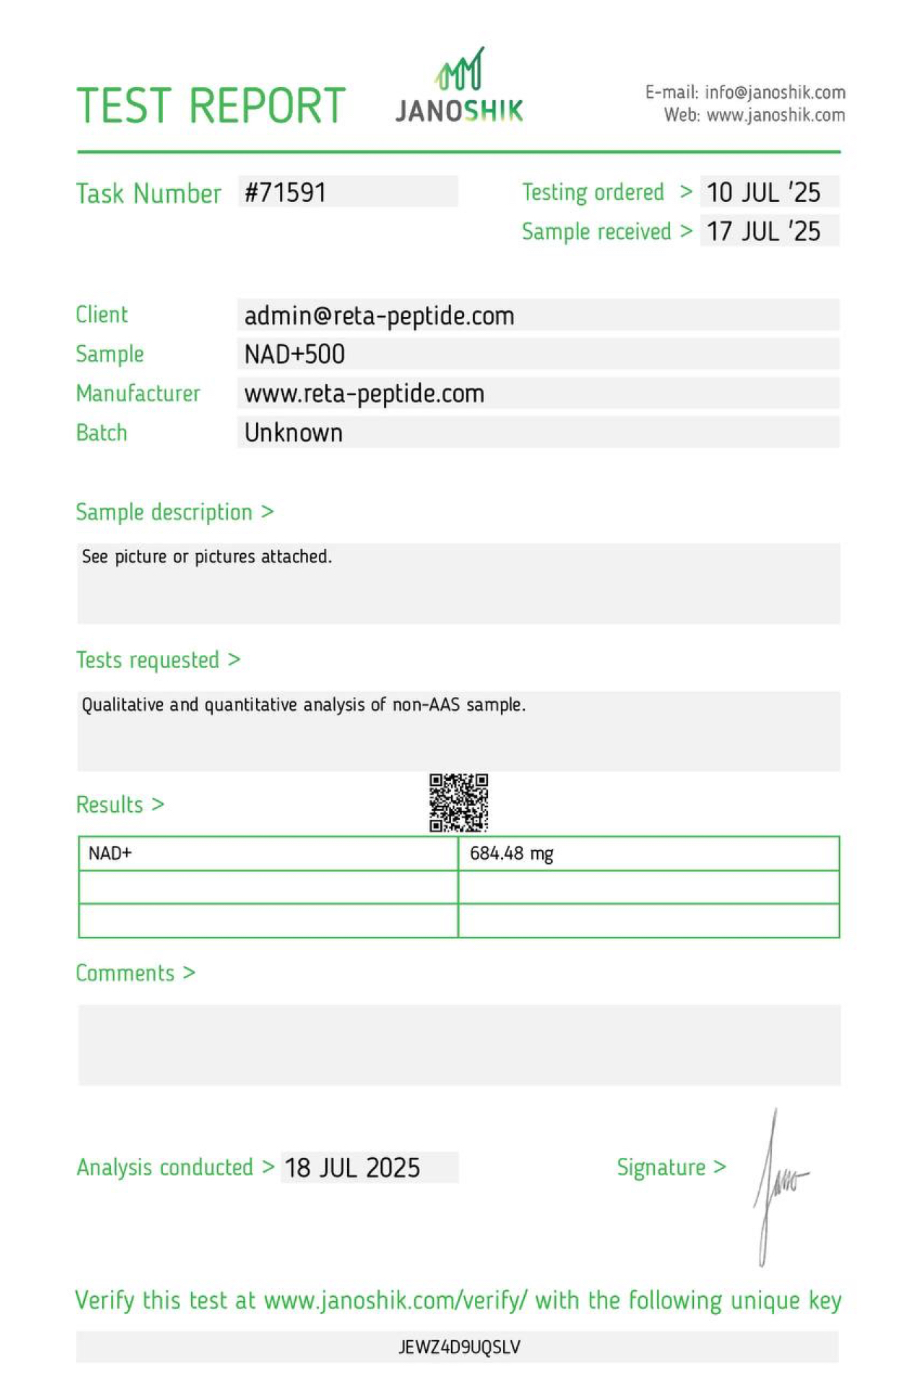 TEST REPORT
JANOSHIK
E-mail: info@janoshik.com
Web: www.janoshik.com
Task Number #71591
Testing ordered > 10 JUL '25
Sample received > 17 JUL '25
Client admin@reta-peptide.com
Sample NAD+500
Manufacturer www.reta-peptide.com
Batch Unknown
Sample description >
See picture or pictures attached.
Tests requested >
Qualitative and quantitative analysis of non-AAS sample.
Results >
NAD+ 684.48 mg
Comments >
Analysis conducted > 18 JUL 2025
Signature >
Jano
Verify this test at www.janoshik.com/verify/ with the following unique key
JEWZ4D9UQSLV